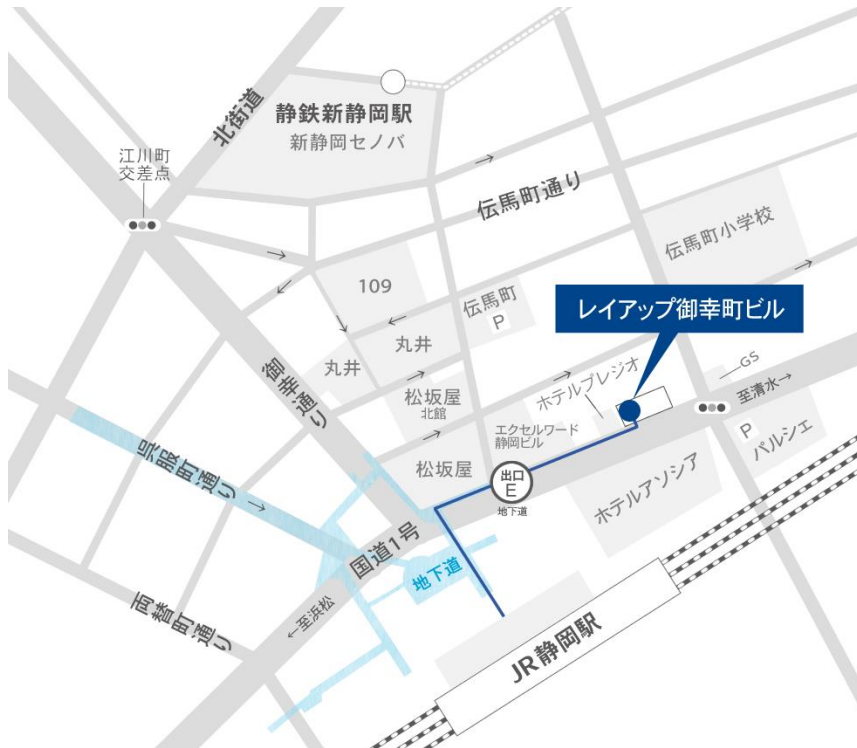 北街道
静鉄新静岡駅
新静岡セノバ
江川町
交差点
→
伝馬町通り
伝馬町小学校
→
→
←
109
伝馬町
P
レイアップ御幸町ビル
→
←
丸井
丸井
→
御幸通り
→
松坂屋
北館
ホテルプレジオ
GS
至清水→
エクセルワード
静岡ビル
P
パルシェ
呉服町通り
→
→
松坂屋
出口
E
地下道
ホテルアソシア
国道1号
地下道
両替町通り
←至浜松
JR静岡駅